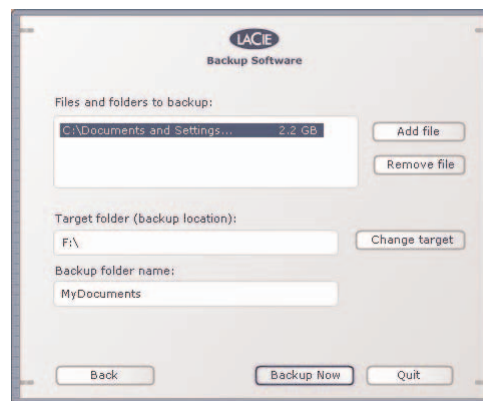 LACIE
Backup Software
Files and folders to backup:
C:\Documents and Settings... 2.2 GB
Add file
Remove file
Target folder (backup location):
F:\
Change target
Backup folder name:
MyDocuments
Back
Backup Now
Quit